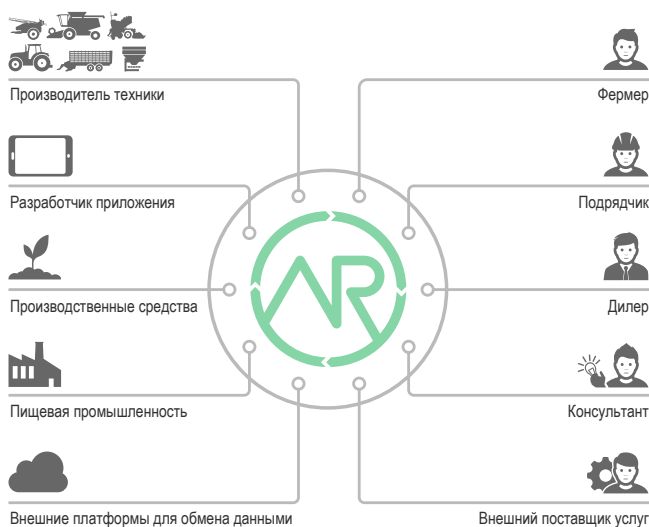 Производитель техники
Фермер
Разработчик приложения
Подрядчик
AR
Производственные средства
Дилер
Пищевая промышленность
Консультант
Внешние платформы для обмена данными
Внешний поставщик услуг